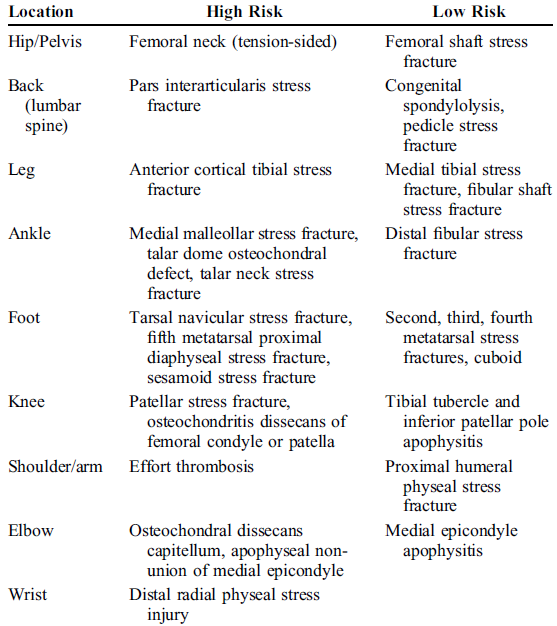 Location High Risk Low Risk
Hip/Pelvis Femoral neck (tension-sided) Femoral shaft stress
fracture
Back Pars interarticularis stress Congenital
(lumbar fracture spondylolysis,
spine) pedicle stress
fracture
Leg Anterior cortical tibial stress Medial tibial stress
fracture fracture, fibular shaft
stress fracture
Ankle Medial malleollar stress fracture, Distal fibular stress
talar dome osteochondral fracture
defect, talar neck stress
fracture
Foot Tarsal navicular stress fracture, Second, third, fourth
fifth metatarsal proximal metatarsal stress
diaphyseal stress fracture, fractures, cuboid
sesamoid stress fracture
Knee Patellar stress fracture, Tibial tubercle and
osteochondritis dissecans of inferior patellar pole
femoral condyle or patella apophysitis
Shoulder/arm Effort thrombosis Proximal humeral
physeal stress
fracture
Elbow Osteochondral dissecans Medial epicondyle
capitellum, apophyseal non- apophysitis
union of medial epicondyle
Wrist Distal radial physeal stress
injury